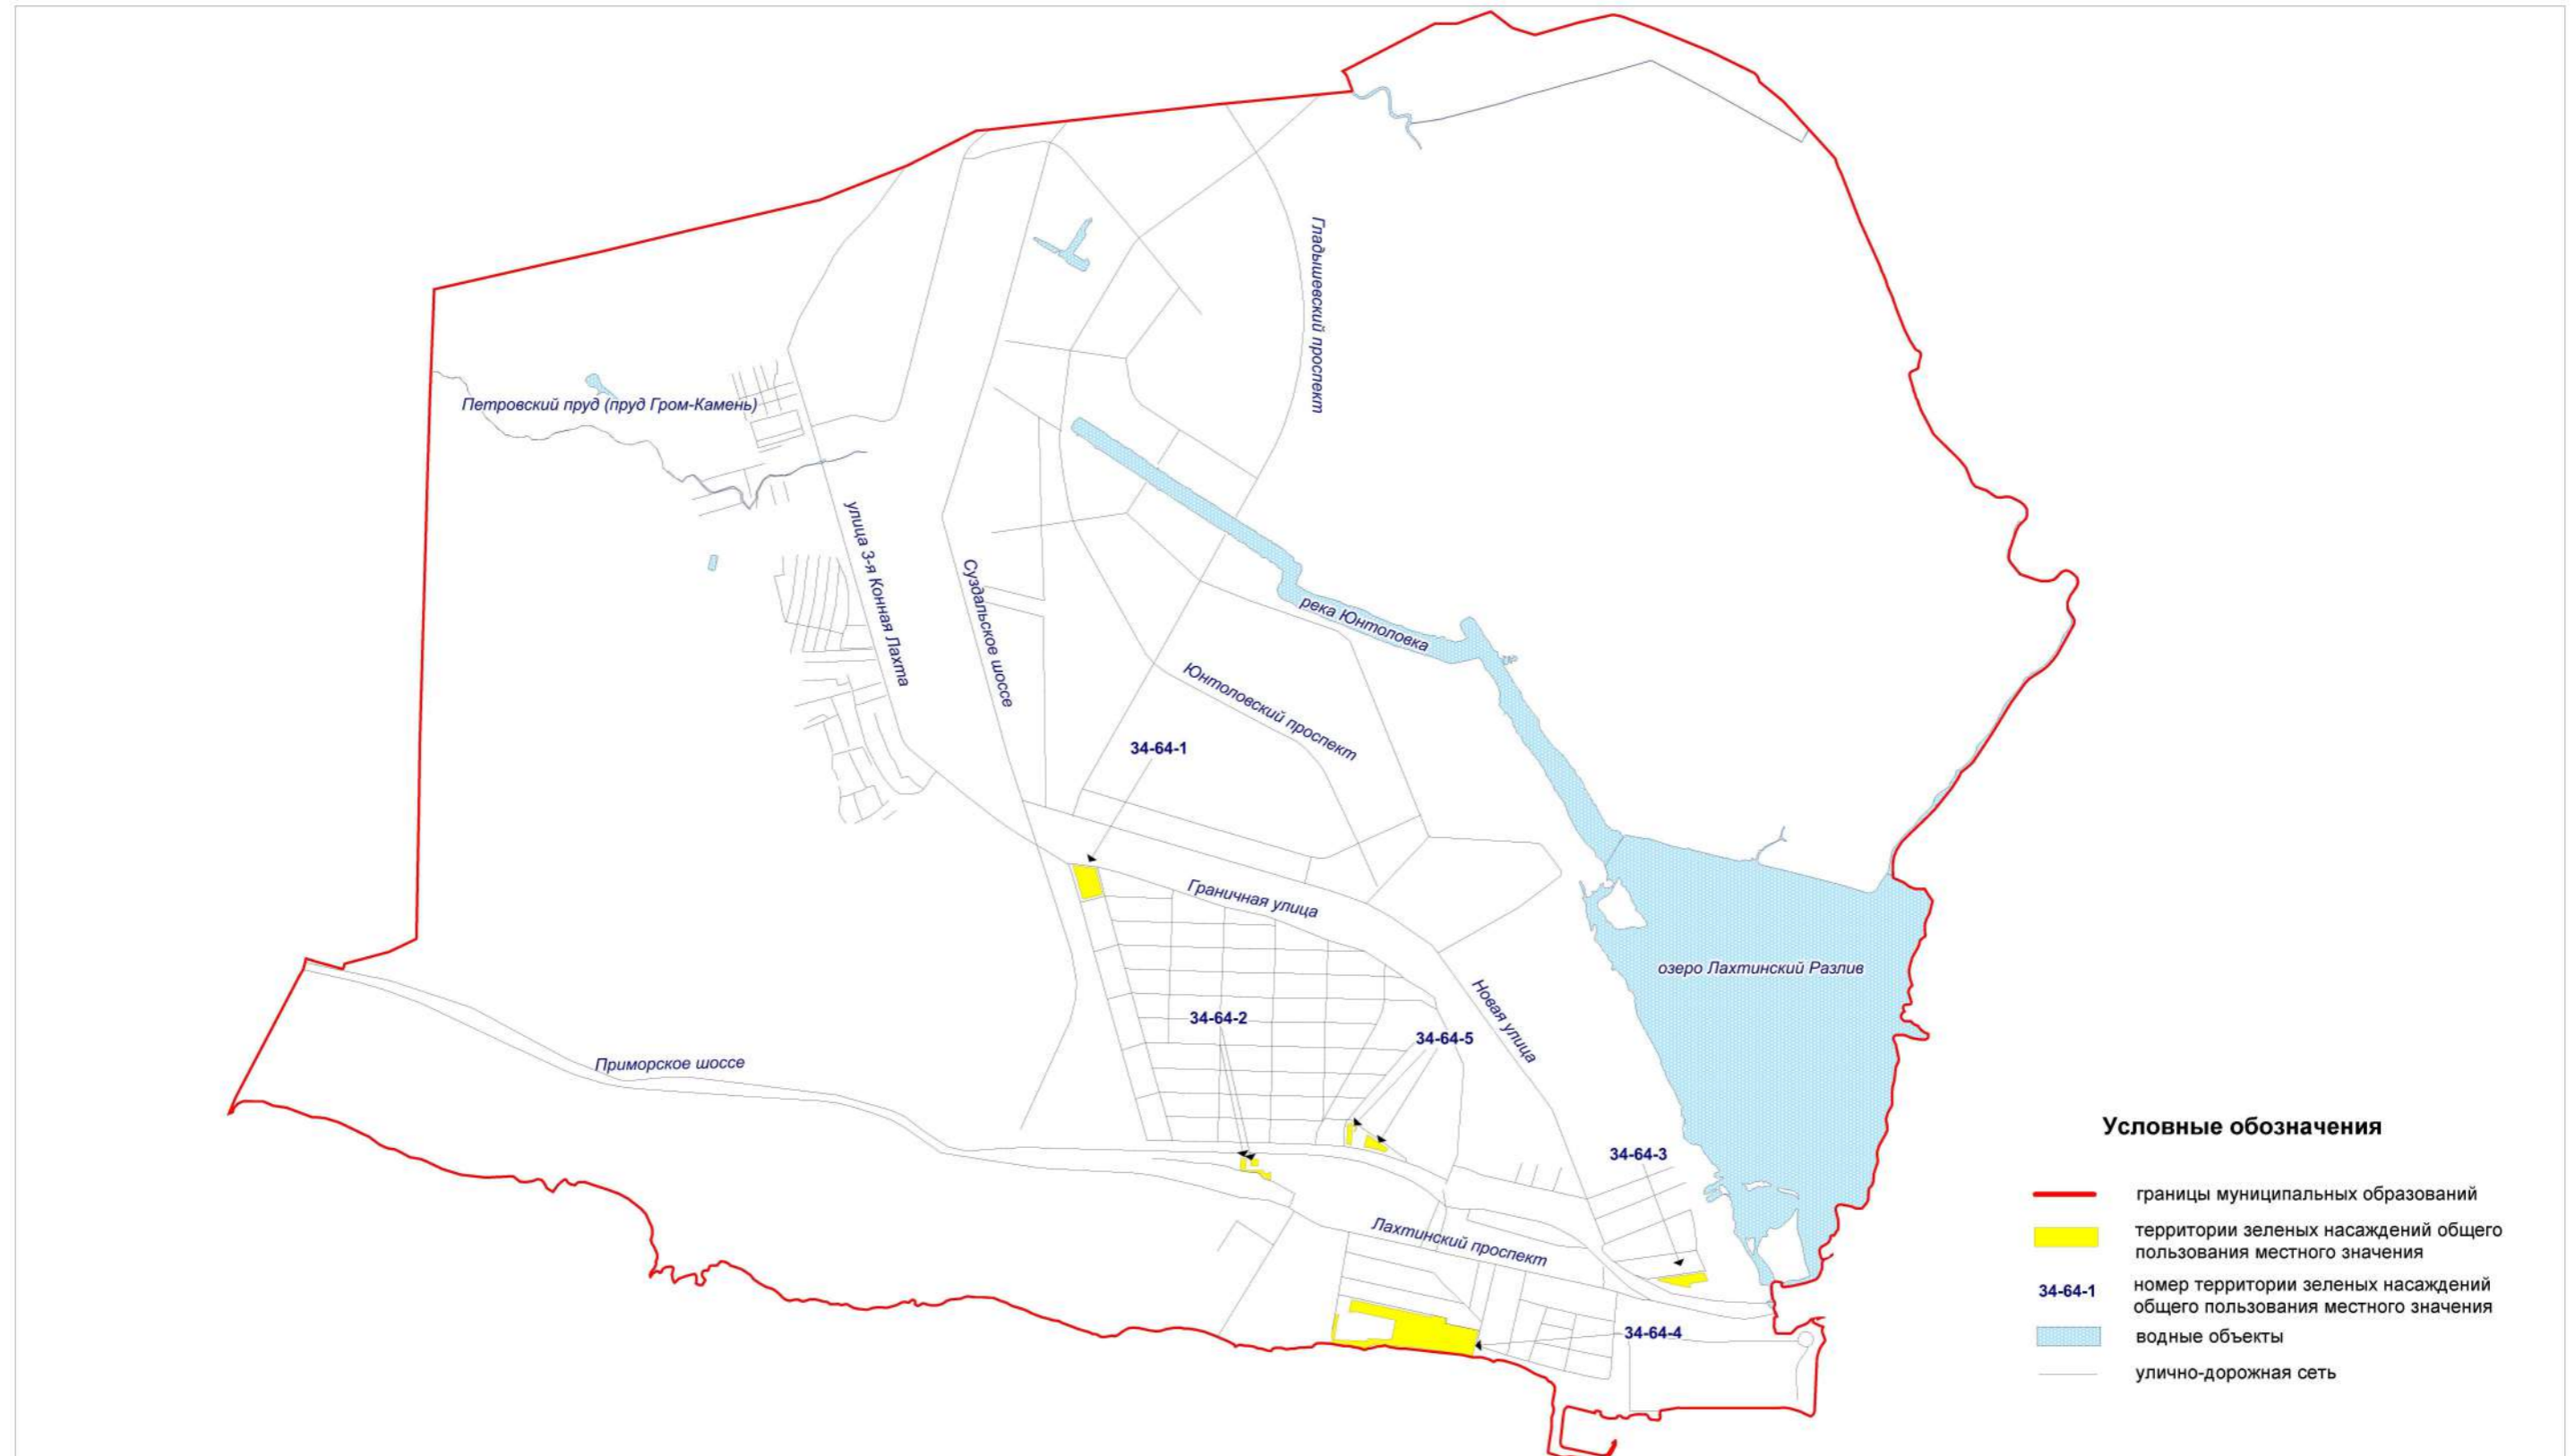 Гладышевский проспект
Петровский пруд (пруд Гром-Камень)
улица 3-я Конная Лахта
Суздальское шоссе
река Юнтоловка
Юнтоловский проспект
34-64-1
Граничная улица
озеро Лахтинский Разлив
Новая улица
34-64-2
34-64-5
Приморское шоссе
34-64-3
Лахтинский проспект
34-64-4
Условные обозначения
границы муниципальных образований
территории зеленых насаждений общего
пользования местного значения
34-64-1
номер территории зеленых насаждений
общего пользования местного значения
водные объекты
улично-дорожная сеть